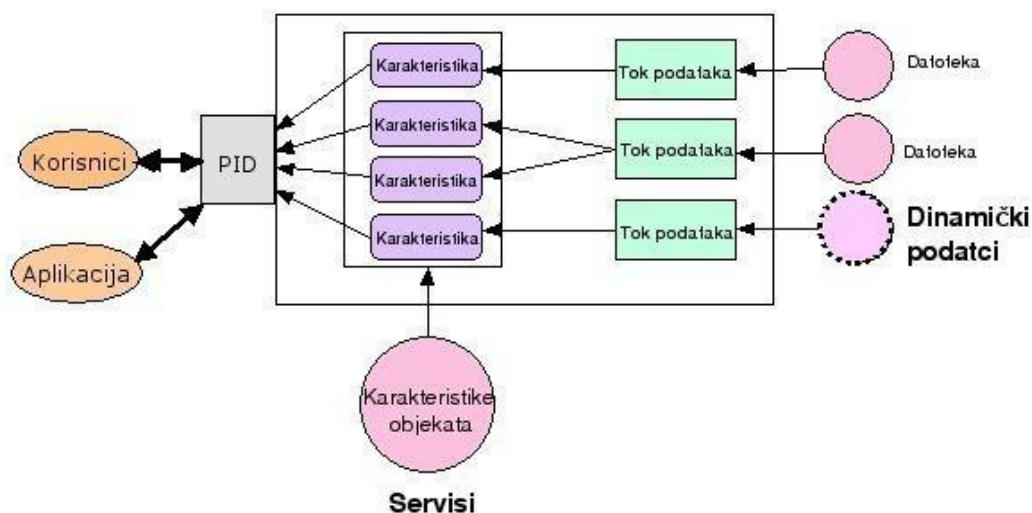 Korisnici
Aplikacija
PID
Karakteristika
Karakteristika
Karakteristika
Karakteristika
Tok podataka
Tok podataka
Tok podataka
Datoteka
Datoteka
Dinamički
podatci
Karakteristike
objekata
Servisi